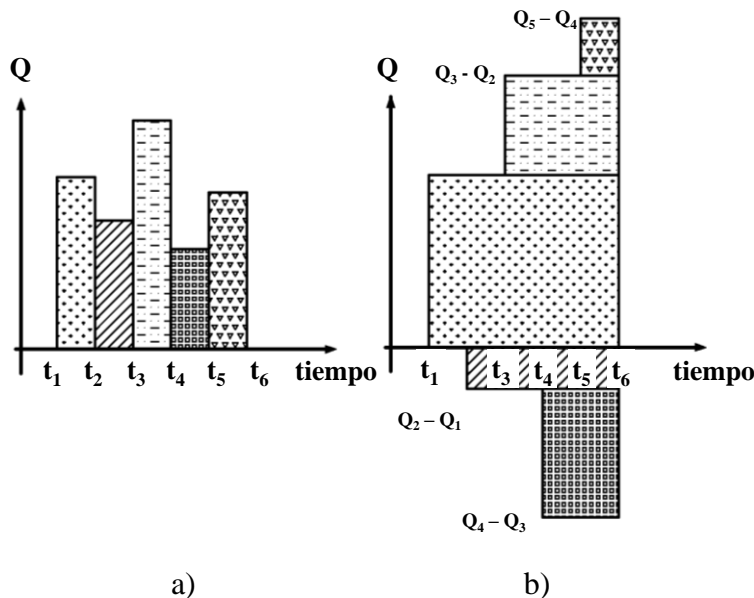 Q
t₁ t₂ t₃ t₄ t₅ t₆ tiempo
a)
Q₅ – Q₄
Q
Q₃ - Q₂
t₁ t₃ t₄ t₅ t₆ tiempo
Q₂ – Q₁
Q₄ – Q₃
b)